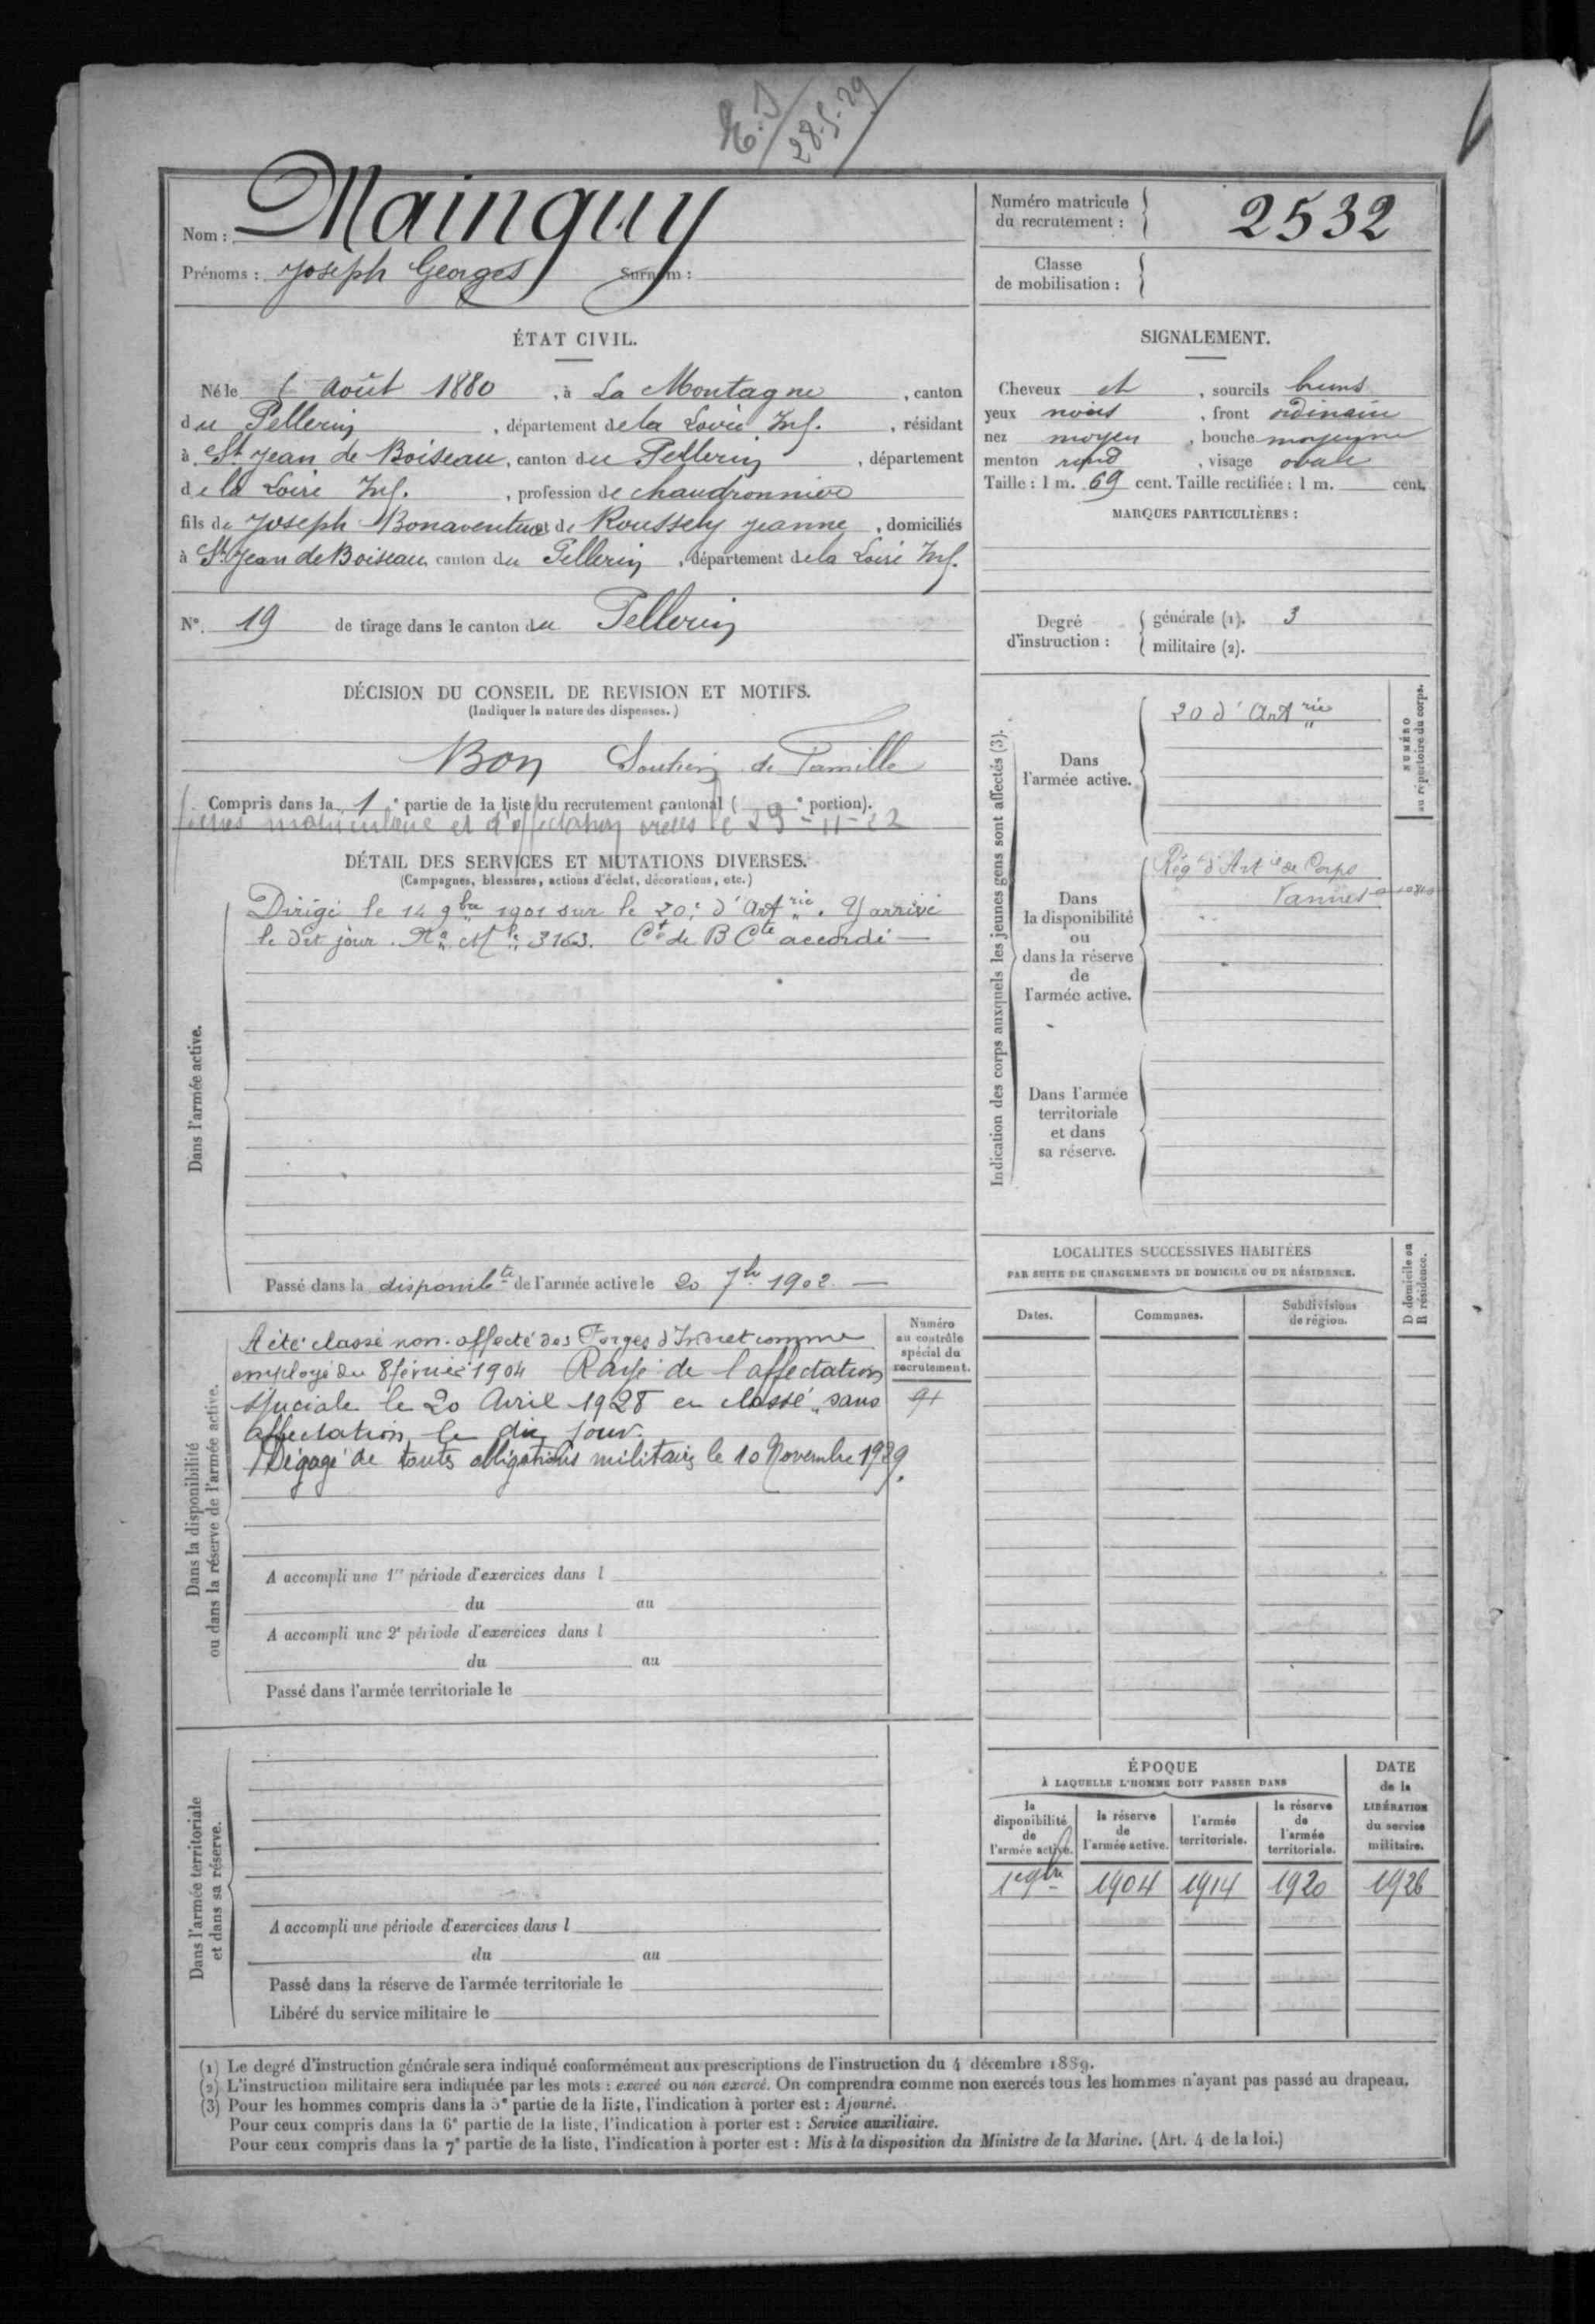 28-5-29
Nom : Mainguy
Prénoms : Joseph Georges Surnom :
Numéro matricule
du recrutement : 2532
Classe
de mobilisation :
ÉTAT CIVIL.
Né le Août 1880, à La Montagne, canton
du Pellerin, département de la Loire Inf., résidant
à St Jean de Boiseau, canton du Pellerin, département
de la Loire Inf., profession de chaudronnier
fils de Joseph Bonaventure et de Roussely Jeanne, domiciliés
à St Jean de Boiseau, canton du Pellerin, département de la Loire Inf.
N° 19 de tirage dans le canton du Pellerin
SIGNALEMENT.
Cheveux et, sourcils bruns
yeux noirs, front ordinaire
nez moyen, bouche moyenne
menton rond, visage ovale
Taille : 1 m. 69 cent. Taille rectifiée : 1 m. cent.
MARQUES PARTICULIÈRES :
Degré
d'instruction :
générale (1). 3
militaire (2).
DÉCISION DU CONSEIL DE REVISION ET MOTIFS.
(Indiquer la nature des dispenses.)
Bon Soutien de Famille
Compris dans la 1e partie de la liste du recrutement cantonal ( e portion).
et d'affectation le 29-11-22
DÉTAIL DES SERVICES ET MUTATIONS DIVERSES.
(Campagnes, blessures, actions d'éclat, décorations, etc.)
Dans l'armée active.
Dirigé le 14 9bre 1901 sur le 20e d'Artrie. Y arrivé
le dit jour. No Mle 3163. Ct de B Cte accordé
Passé dans la disponibté de l'armée active le 20 7bre 1902
Indication des corps auxquels les jeunes gens sont affectés (3).
NUMÉRO
au répertoire du corps.
Dans
l'armée active.
20 d'Artrie
Dans
la disponibilité
ou
dans la réserve
de
l'armée active.
Régt d'Artie de Corps
Vannes
Dans l'armée
territoriale
et dans
sa réserve.
Dans la disponibilité
ou dans la réserve de l'armée active.
A été classé non-affecté des Forges d'Indret comme
employé du 8 février 1904 Rayé de l'affectation
spéciale le 20 Avril 1928 et classé "sans
affectation" le dit jour.
Dégagé de toutes obligations militaires le 10 Novembre 1929.
Numéro
au contrôle
spécial du
recrutement.
A accompli une 1re période d'exercices dans l
du au
A accompli une 2e période d'exercices dans l
du au
Passé dans l'armée territoriale le
LOCALITÉS SUCCESSIVES HABITÉES
PAR SUITE DE CHANGEMENTS DE DOMICILE OU DE RÉSIDENCE.
D domicile ou
R résidence.
Dates. Communes. Subdivisions
de région.
Dans l'armée territoriale
et dans sa réserve.
A accompli une période d'exercices dans l
du au
Passé dans la réserve de l'armée territoriale le
Libéré du service militaire le
ÉPOQUE
À LAQUELLE L'HOMME DOIT PASSER DANS
la
disponibilité
de
l'armée active.
la réserve
de
l'armée active.
l'armée
territoriale.
la réserve
de
l'armée
territoriale.
DATE
de la
LIBÉRATION
du service
militaire.
1er 9bre 1904 1914 1920 1926
(1) Le degré d'instruction générale sera indiqué conformément aux prescriptions de l'instruction du 4 décembre 1889.
(2) L'instruction militaire sera indiquée par les mots : exercé ou non exercé. On comprendra comme non exercés tous les hommes n'ayant pas passé au drapeau.
(3) Pour les hommes compris dans la 5e partie de la liste, l'indication à porter est : Ajourné.
Pour ceux compris dans la 6e partie de la liste, l'indication à porter est : Service auxiliaire.
Pour ceux compris dans la 7e partie de la liste, l'indication à porter est : Mis à la disposition du Ministre de la Marine. (Art. 4 de la loi.)